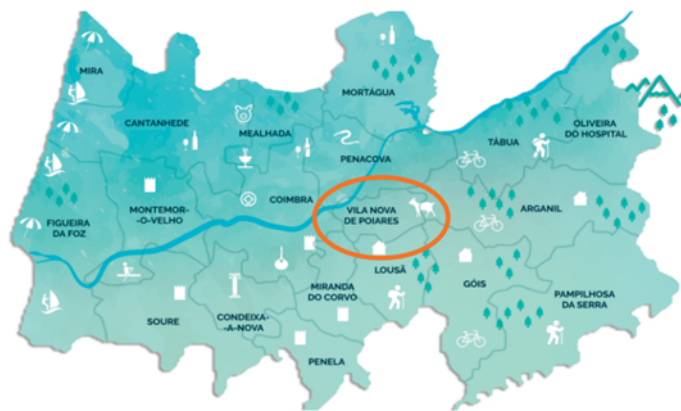 MIRA
CANTANHEDE
MEALHADA
MORTÁGUA
PENACOVA
TÁBUA
OLIVEIRA
DO HOSPITAL
FIGUEIRA
DA FOZ
MONTEMOR-
-O-VELHO
COIMBRA
VILA NOVA
DE POIARES
ARGANIL
LOUSÃ
GÓIS
MIRANDA
DO CORVO
PAMPILHOSA
DA SERRA
SOURE
CONDEIXA-
-A-NOVA
PENELA